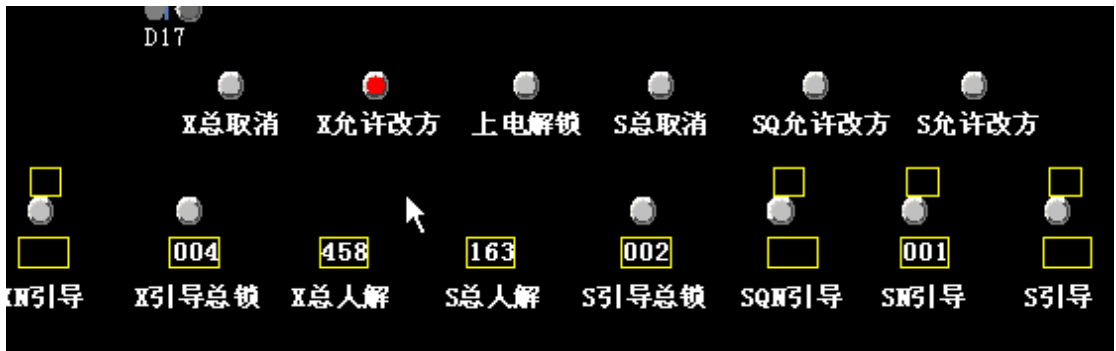 D17
X总取消 X允许改方 上电解锁 S总取消 SQ允许改方 S允许改方
004 458 163 002 001
XN引导 X引导总锁 X总人解 S总人解 S引导总锁 SQN引导 SN引导 S引导